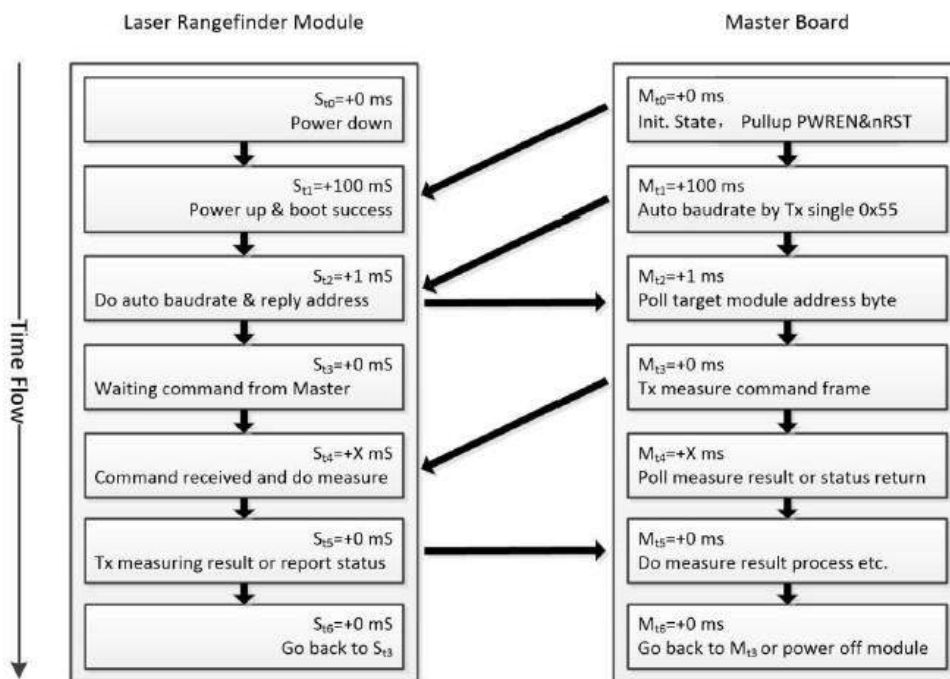 Laser Rangefinder Module
Master Board
Time Flow
St0=+0 ms
Power down
St1=+100 mS
Power up & boot success
St2=+1 mS
Do auto baudrate & reply address
St3=+0 mS
Waiting command from Master
St4=+X mS
Command received and do measure
St5=+0 mS
Tx measuring result or report status
St6=+0 mS
Go back to St3
Mt0=+0 ms
Init. State， Pullup PWREN&nRST
Mt1=+100 ms
Auto baudrate by Tx single 0x55
Mt2=+1 ms
Poll target module address byte
Mt3=+0 ms
Tx measure command frame
Mt4=+X ms
Poll measure result or status return
Mt5=+0 ms
Do measure result process etc.
Mt6=+0 ms
Go back to Mt3 or power off module